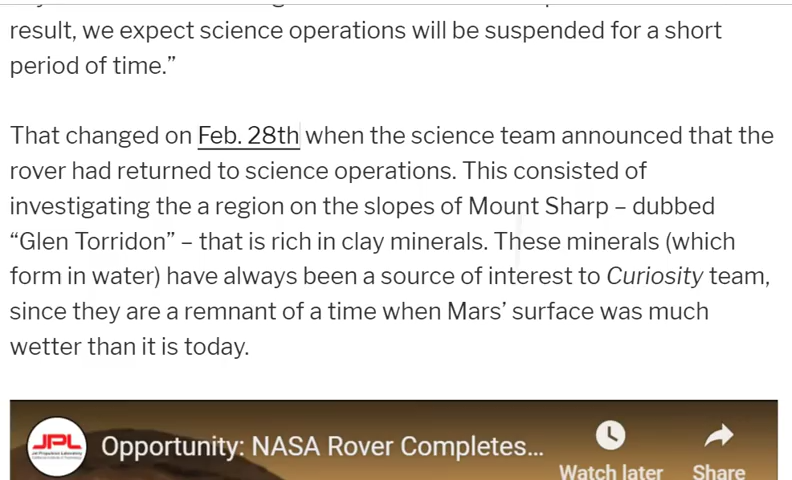 result, we expect science operations will be suspended for a short
period of time.”
That changed on Feb. 28th when the science team announced that the
rover had returned to science operations. This consisted of
investigating the a region on the slopes of Mount Sharp – dubbed
“Glen Torridon” – that is rich in clay minerals. These minerals (which
form in water) have always been a source of interest to Curiosity team,
since they are a remnant of a time when Mars’ surface was much
wetter than it is today.
JPL
Opportunity: NASA Rover Completes...
Watch later
Share